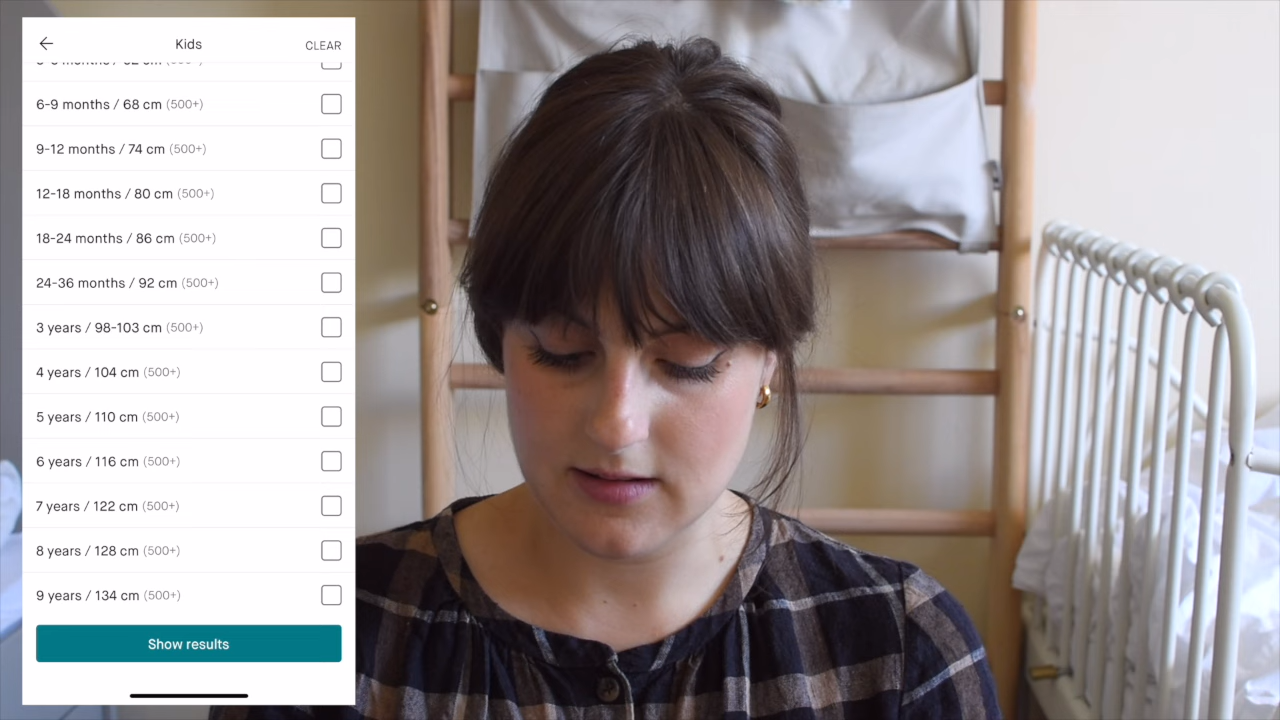 Kids
CLEAR
6-9 months / 68 cm (500+)
9-12 months / 74 cm (500+)
12-18 months / 80 cm (500+)
18-24 months / 86 cm (500+)
24-36 months / 92 cm (500+)
3 years / 98-103 cm (500+)
4 years / 104 cm (500+)
5 years / 110 cm (500+)
6 years / 116 cm (500+)
7 years / 122 cm (500+)
8 years / 128 cm (500+)
9 years / 134 cm (500+)
Show results